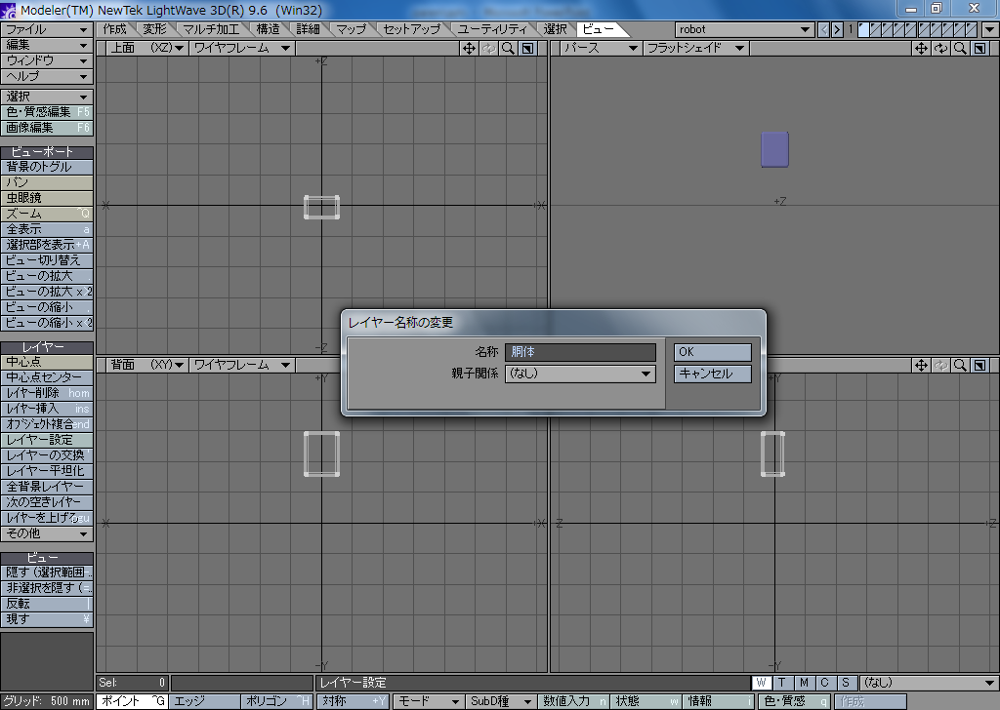 Modeler(TM) NewTek LightWave 3D(R) 9.6 (Win32)
ファイル 作成 変形 マルチ加工 構造 詳細 マップ セットアップ ユーティリティ 選択 ビュー robot 1
編集 上面 (XZ) ワイヤフレーム パース フラットシェイド
ウィンドウ
ヘルプ
選択
色・質感編集 F5
画像編集 F6
ビューポート
背景のトグル
パン
虫眼鏡
ズーム ^Q
全表示 a
選択部を表示 +A
ビュー切り替え
ビューの拡大 .
ビューの拡大 x 2
ビューの縮小 ,
ビューの縮小 x 2
レイヤー
中心点
中心点センター
レイヤー削除 hom
レイヤー挿入 ins
オブジェクト複合 end
レイヤー設定
レイヤーの交換 '
レイヤー平坦化
全背景レイヤー
次の空きレイヤー
レイヤーを上げる pgu
その他
ビュー
隠す (選択範囲 -
非選択を隠す (=
反転 |
現す ¥
+Z
-X
+X
-Z
+Z
レイヤー名称の変更
名称 胴体 OK
親子関係 (なし) キャンセル
背面 (XY) ワイヤフレーム
+Y
-X
+X
-Y
+Y
-Z
+Z
-Y
Sel: 0 レイヤー設定 W T M C S (なし)
グリッド: 500 mm ポイント ^G エッジ ポリゴン ^H 対称 +Y モード SubD種 数値入力 n 状態 w 情報 i 色・質感 q 作成